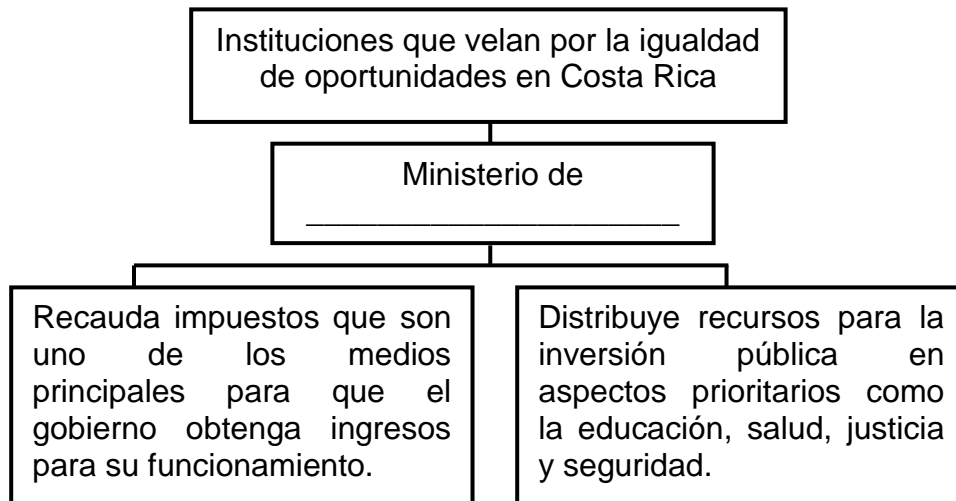 Instituciones que velan por la igualdad
de oportunidades en Costa Rica
Ministerio de
_____________________
Recauda impuestos que son
uno de los medios
principales para que el
gobierno obtenga ingresos
para su funcionamiento.
Distribuye recursos para la
inversión pública en
aspectos prioritarios como
la educación, salud, justicia
y seguridad.